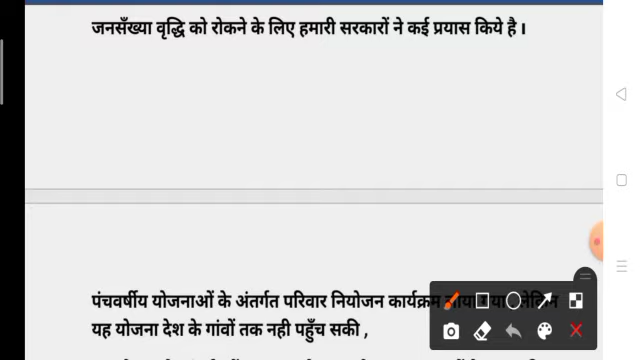 जनसँख्या वृद्धि को रोकने के लिए हमारी सरकारों ने कई प्रयास किये है ।
पंचवर्षीय योजनाओं के अंतर्गत परिवार नियोजन कार्यक्रम
यह योजना देश के गांवों तक नही पहुँच सकी ,